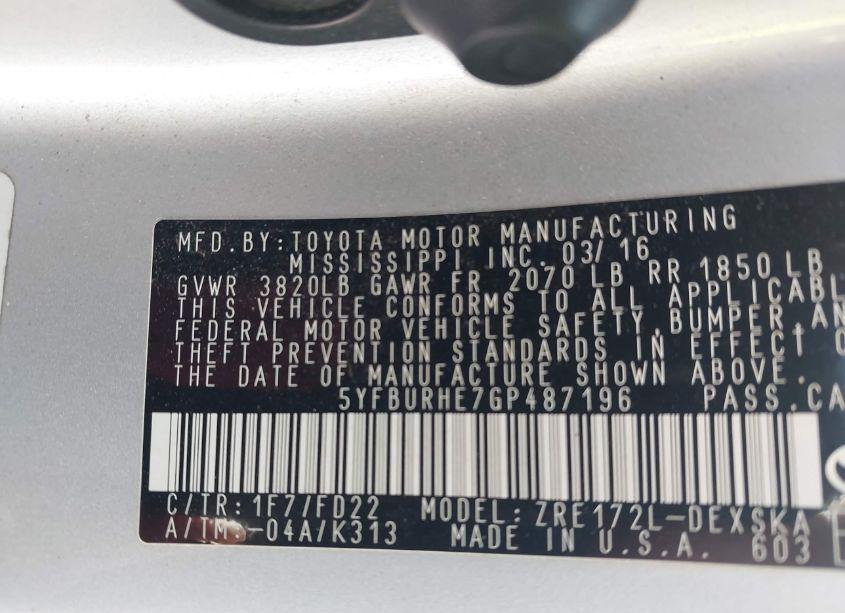 MFD.BY:TOYOTA MOTOR MANUFACTURING
MISSISSIPPI INC. 03/16
GVWR 3820LB GAWR FR 2070 LB RR 1850 LB
THIS VEHICLE CONFORMS TO ALL APPLICABL
FEDERAL MOTOR VEHICLE SAFETY,BUMPER,AN
THEFT PREVENTION STANDARDS IN EFFECT O
THE DATE OF MANUFACTURE SHOWN ABOVE.
5YFBURHE7GP487196 PASS.CA
C/TR:1F7/FD22 MODEL:ZRE172L-DEXSKA
A/TM:-04A/K313 MADE IN U.S.A. 603